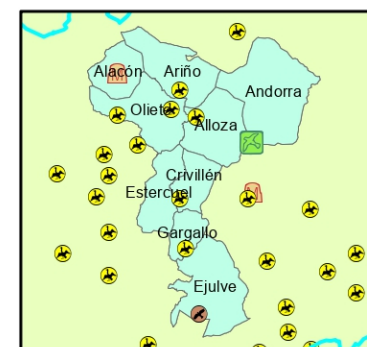 Alacón
Ariño
Andorra
Oliete
Alloza
Crivillén
Estercuel
Gargallo
Ejulve